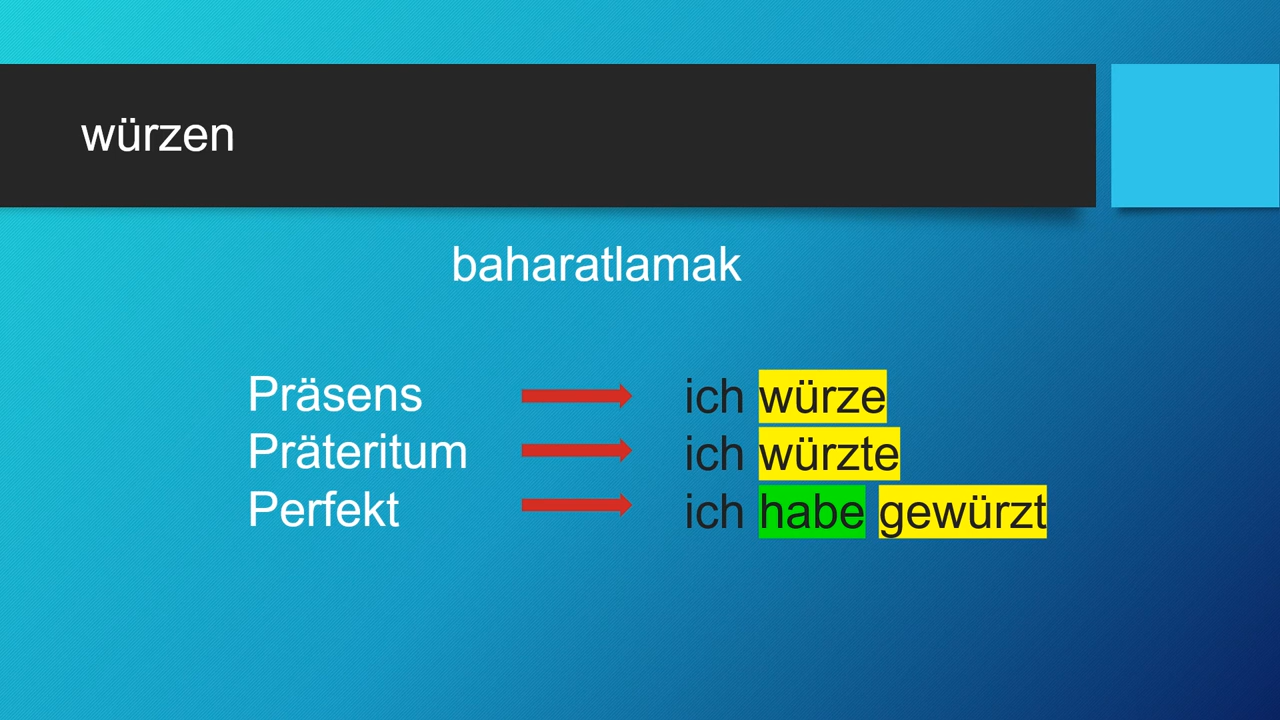 würzen
baharatlamak
Präsens ich würze
Präteritum ich würzte
Perfekt ich habe gewürzt